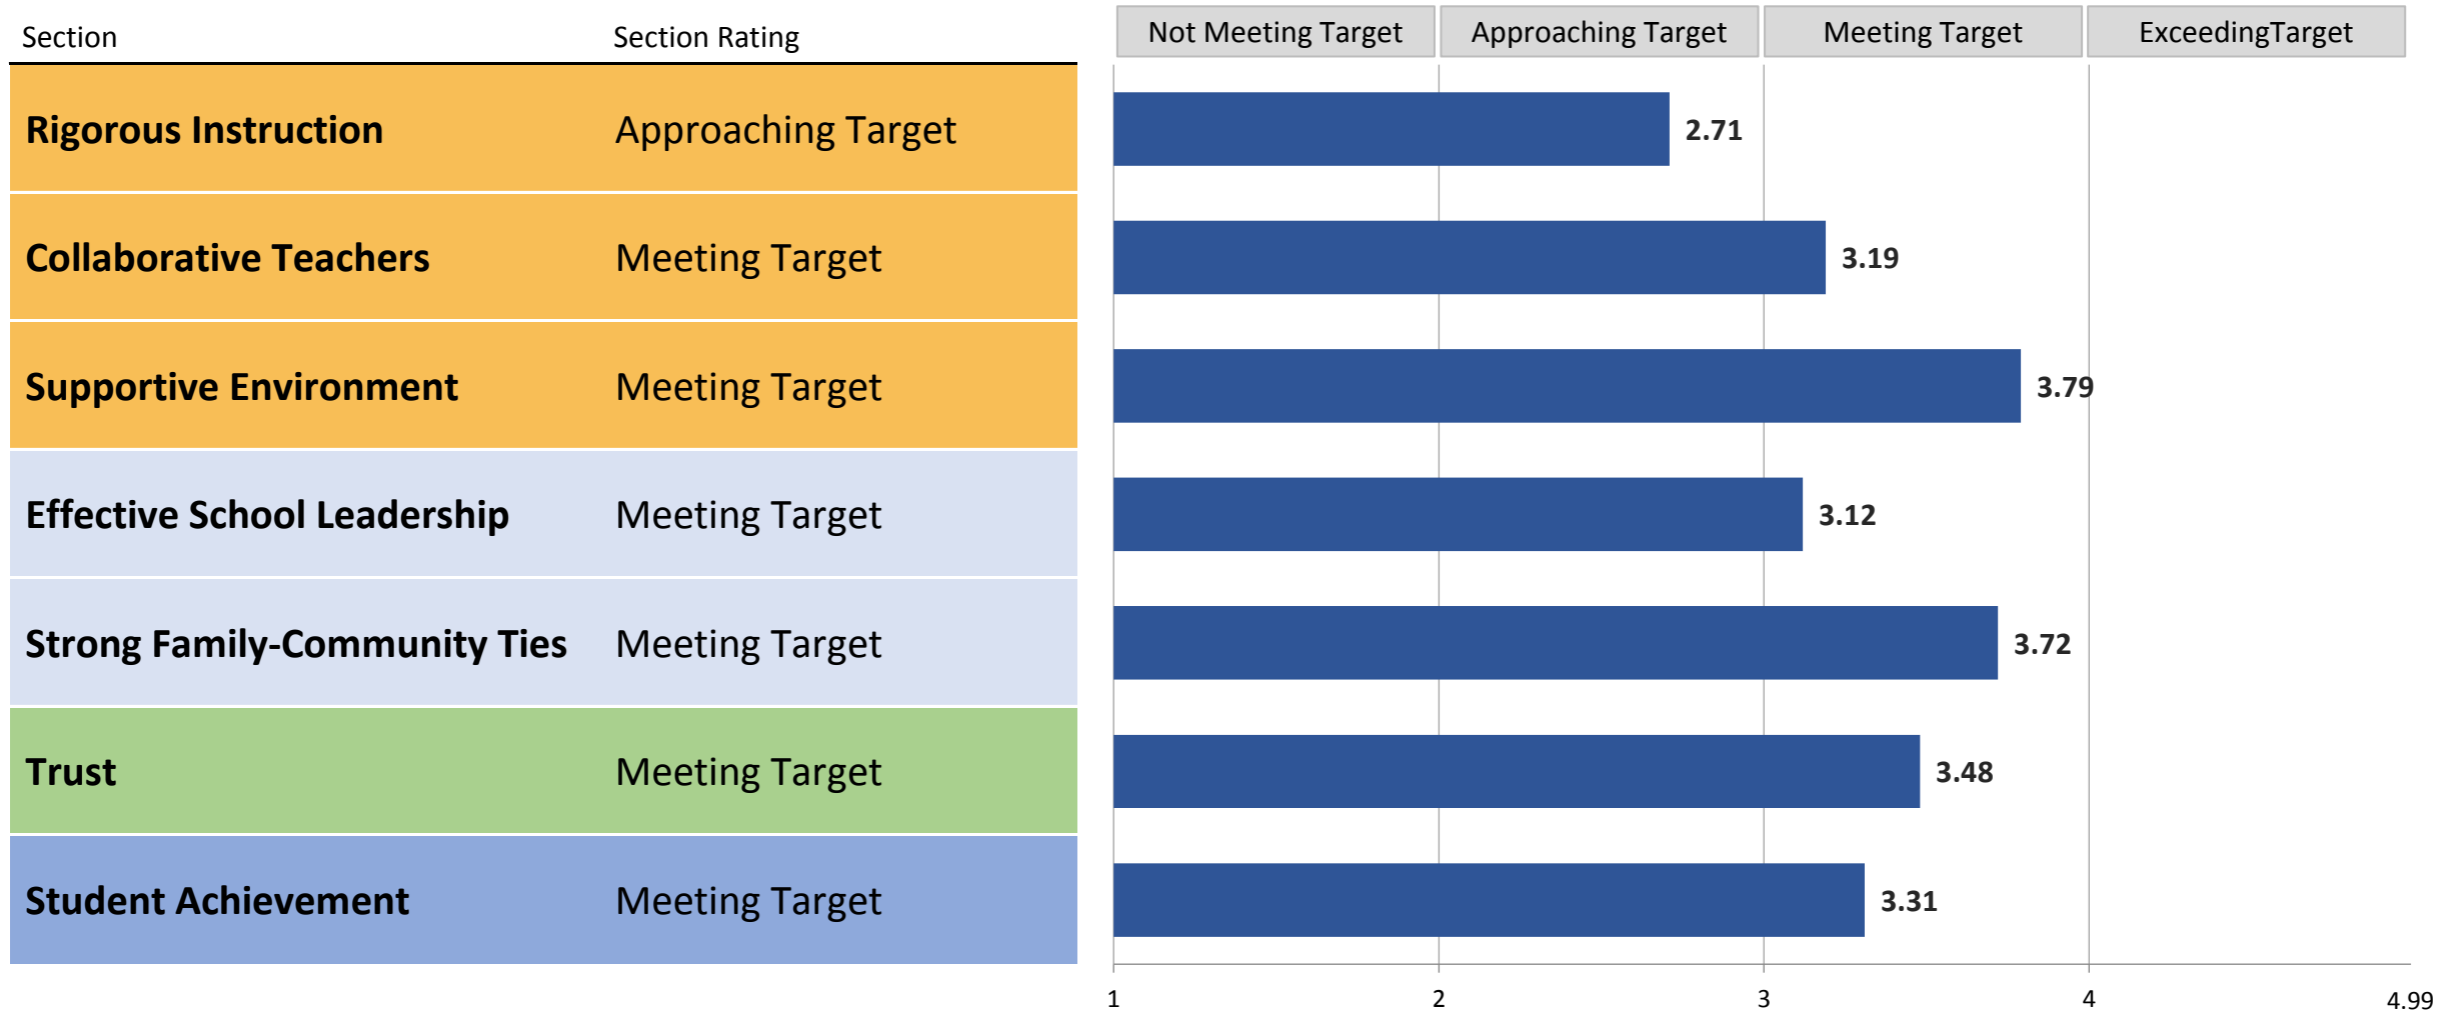 Section Section Rating Not Meeting Target Approaching Target Meeting Target ExceedingTarget
Rigorous Instruction Approaching Target 2.71
Collaborative Teachers Meeting Target 3.19
Supportive Environment Meeting Target 3.79
Effective School Leadership Meeting Target 3.12
Strong Family-Community Ties Meeting Target 3.72
Trust Meeting Target 3.48
Student Achievement Meeting Target 3.31
1 2 3 4 4.99